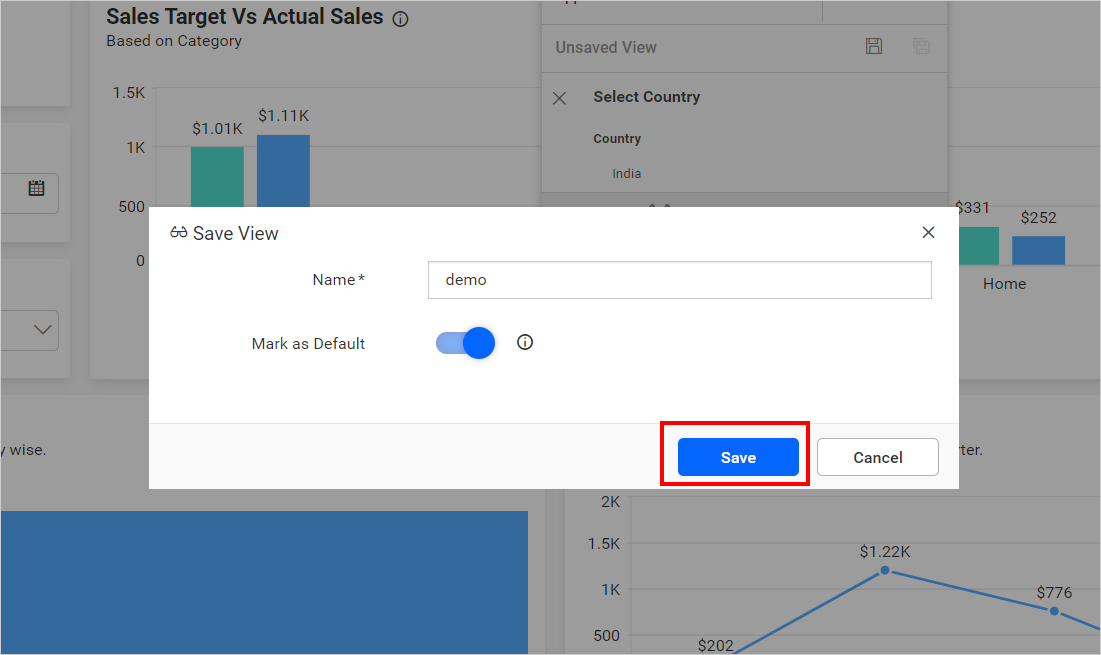 Sales Target Vs Actual Sales
Based on Category
1.5K
$1.11K
$1.01K
1K
500
0
Unsaved View
Select Country
Country
India
$331
$252
Home
Save View
Name*
demo
Mark as Default
Save
Cancel
y wise.
rter.
2K
1.5K
$1.22K
1K
$776
500
$202